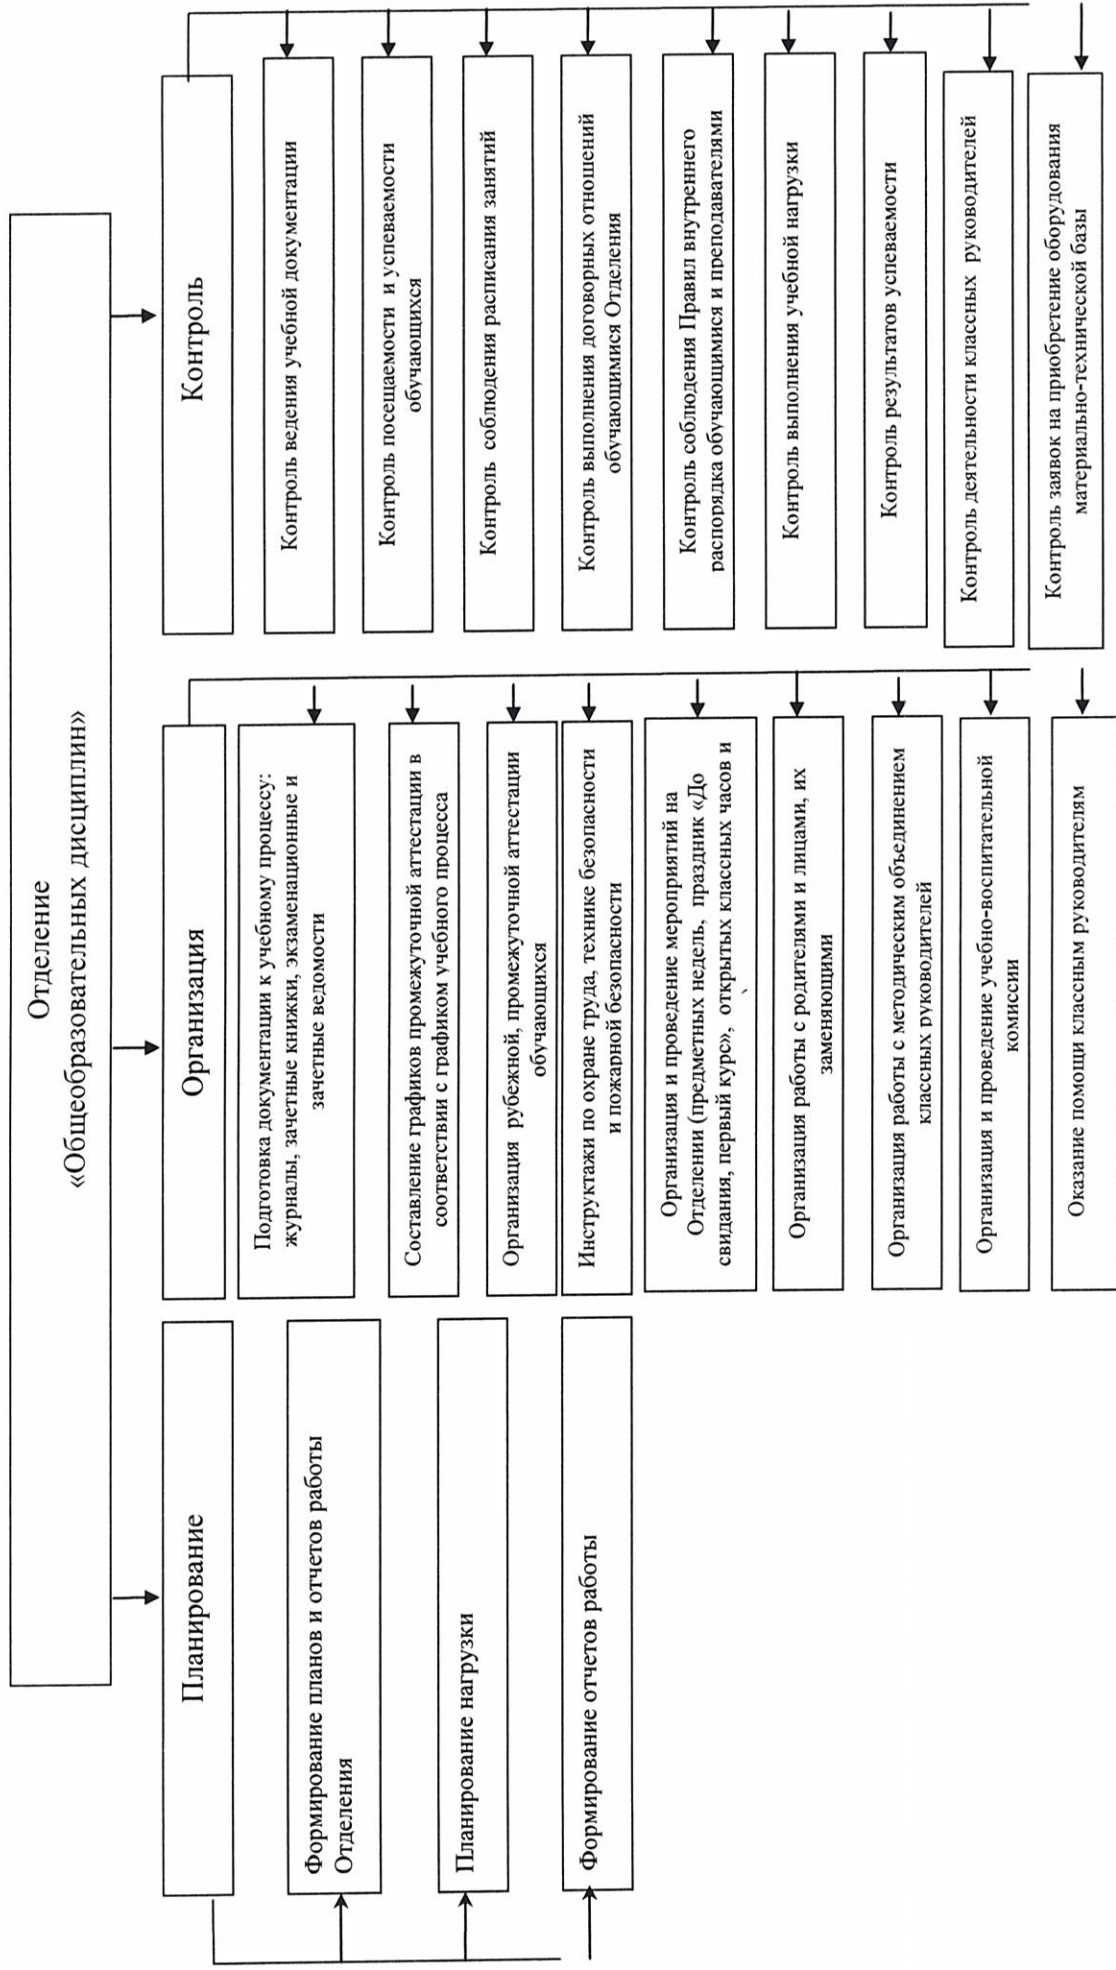 Отделение
«Общеобразовательных дисциплин»
Планирование
Формирование планов и отчетов работы
Отделения
Планирование нагрузки
Формирование отчетов работы
Организация
Подготовка документации к учебному процессу:
журналы, зачетные книжки, экзаменационные и
зачетные ведомости
Составление графиков промежуточной аттестации в
соответствии с графиком учебного процесса
Организация рубежной, промежуточной аттестации
обучающихся
Инструктажи по охране труда, технике безопасности
и пожарной безопасности
Организация и проведение мероприятий на
Отделении (предметных недель, праздник «До
свидания, первый курс», открытых классных часов и
Организация работы с родителями и лицами, их
заменяющими
Организация работы с методическим объединением
классных руководителей
Организация и проведение учебно-воспитательной
комиссии
Оказание помощи классным руководителям
Контроль
Контроль ведения учебной документации
Контроль посещаемости и успеваемости
обучающихся
Контроль соблюдения расписания занятий
Контроль выполнения договорных отношений
обучающимися Отделения
Контроль соблюдения Правил внутреннего
распорядка обучающимися и преподавателями
Контроль выполнения учебной нагрузки
Контроль результатов успеваемости
Контроль деятельности классных руководителей
Контроль заявок на приобретение оборудования
материально-технической базы